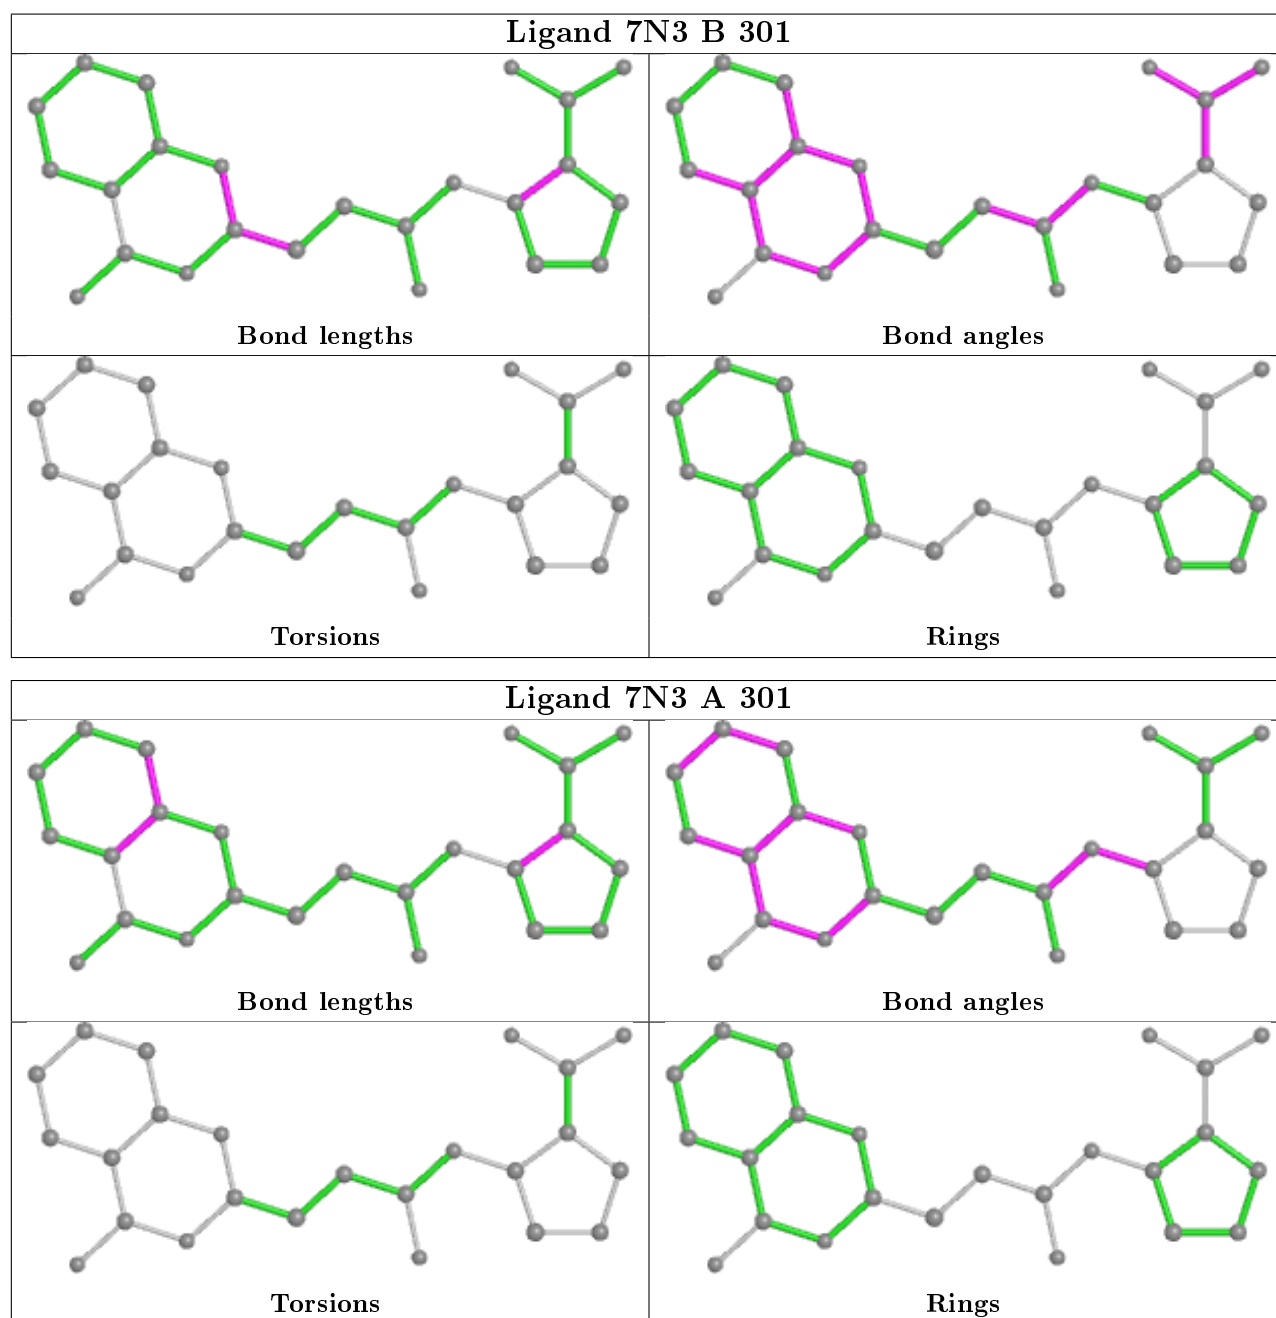 Ligand 7N3 B 301
Bond lengths
Bond angles
Torsions
Rings
Ligand 7N3 A 301
Bond lengths
Bond angles
Torsions
Rings